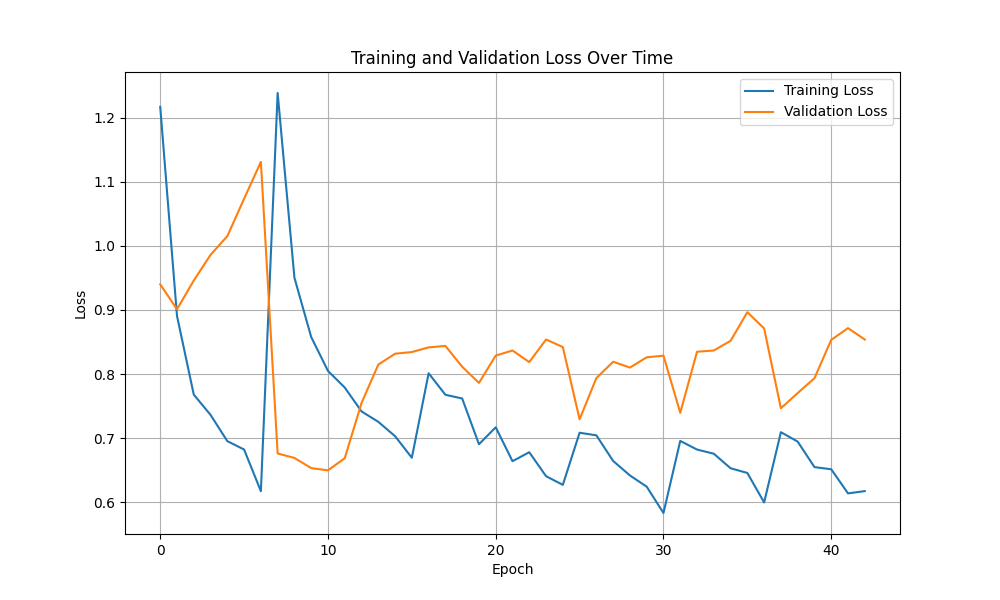 Training and Validation Loss Over Time
Training Loss
Validation Loss
1.2
1.1
1.0
0.9
0.8
0.7
0.6
Loss
0
10
20
30
40
Epoch